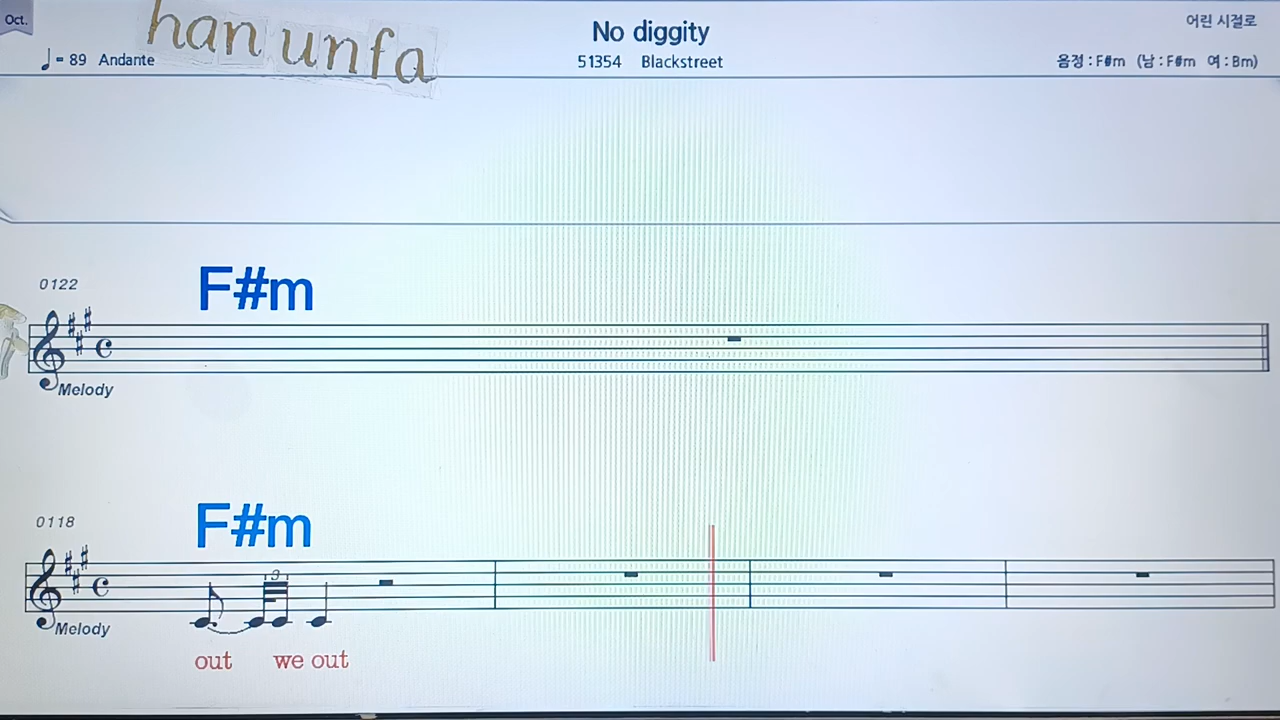 Oct.
han unfa
No diggity
어린 시절로
♩= 89 Andante
51354 Blackstreet
음정 : F#m (남 : F#m 여 : Bm)
0122
F#m
Melody
0118
F#m
3
Melody
out we out